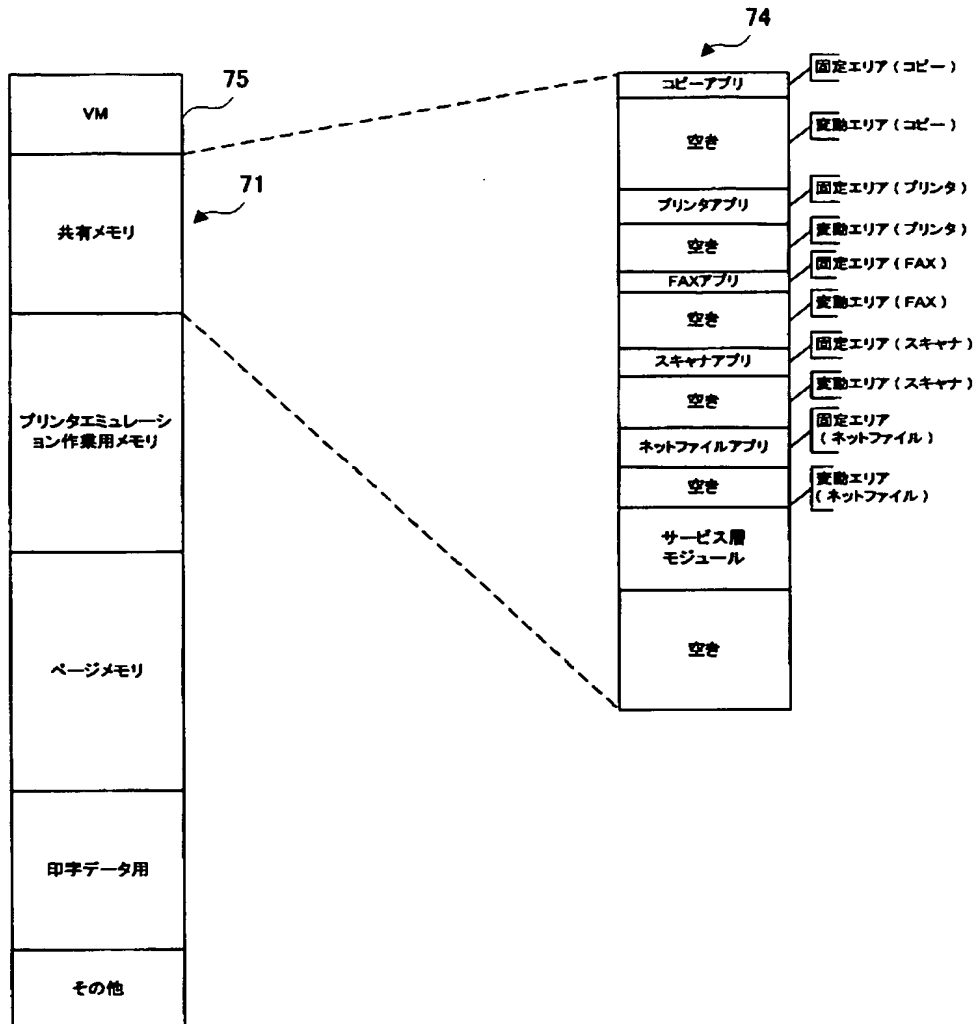 74
75
VM
71
共有メモリ
プリンタエミュレーシ
ョン作業用メモリ
ページメモリ
印字データ用
その他
コピーアプリ
固定エリア（コピー）
空き
変動エリア（コピー）
プリンタアプリ
固定エリア（プリンタ）
空き
変動エリア（プリンタ）
FAXアプリ
固定エリア（FAX）
空き
変動エリア（FAX）
スキャナアプリ
固定エリア（スキャナ）
空き
変動エリア（スキャナ）
ネットファイルアプリ
固定エリア
（ネットファイル）
空き
変動エリア
（ネットファイル）
サービス層
モジュール
空き